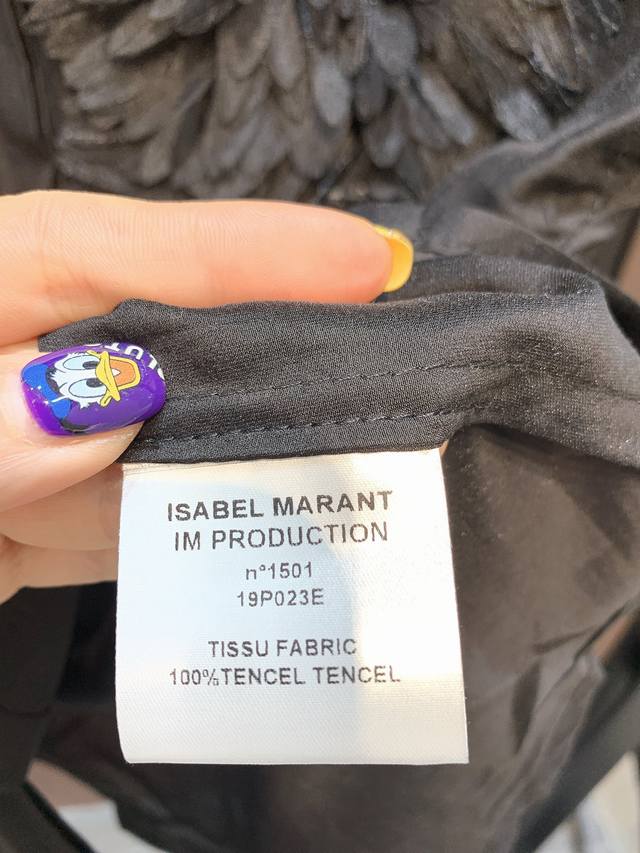 ISABEL MARANT
IM PRODUCTION
n°1501
19P023E
TISSU FABRIC
100%TENCEL TENCEL